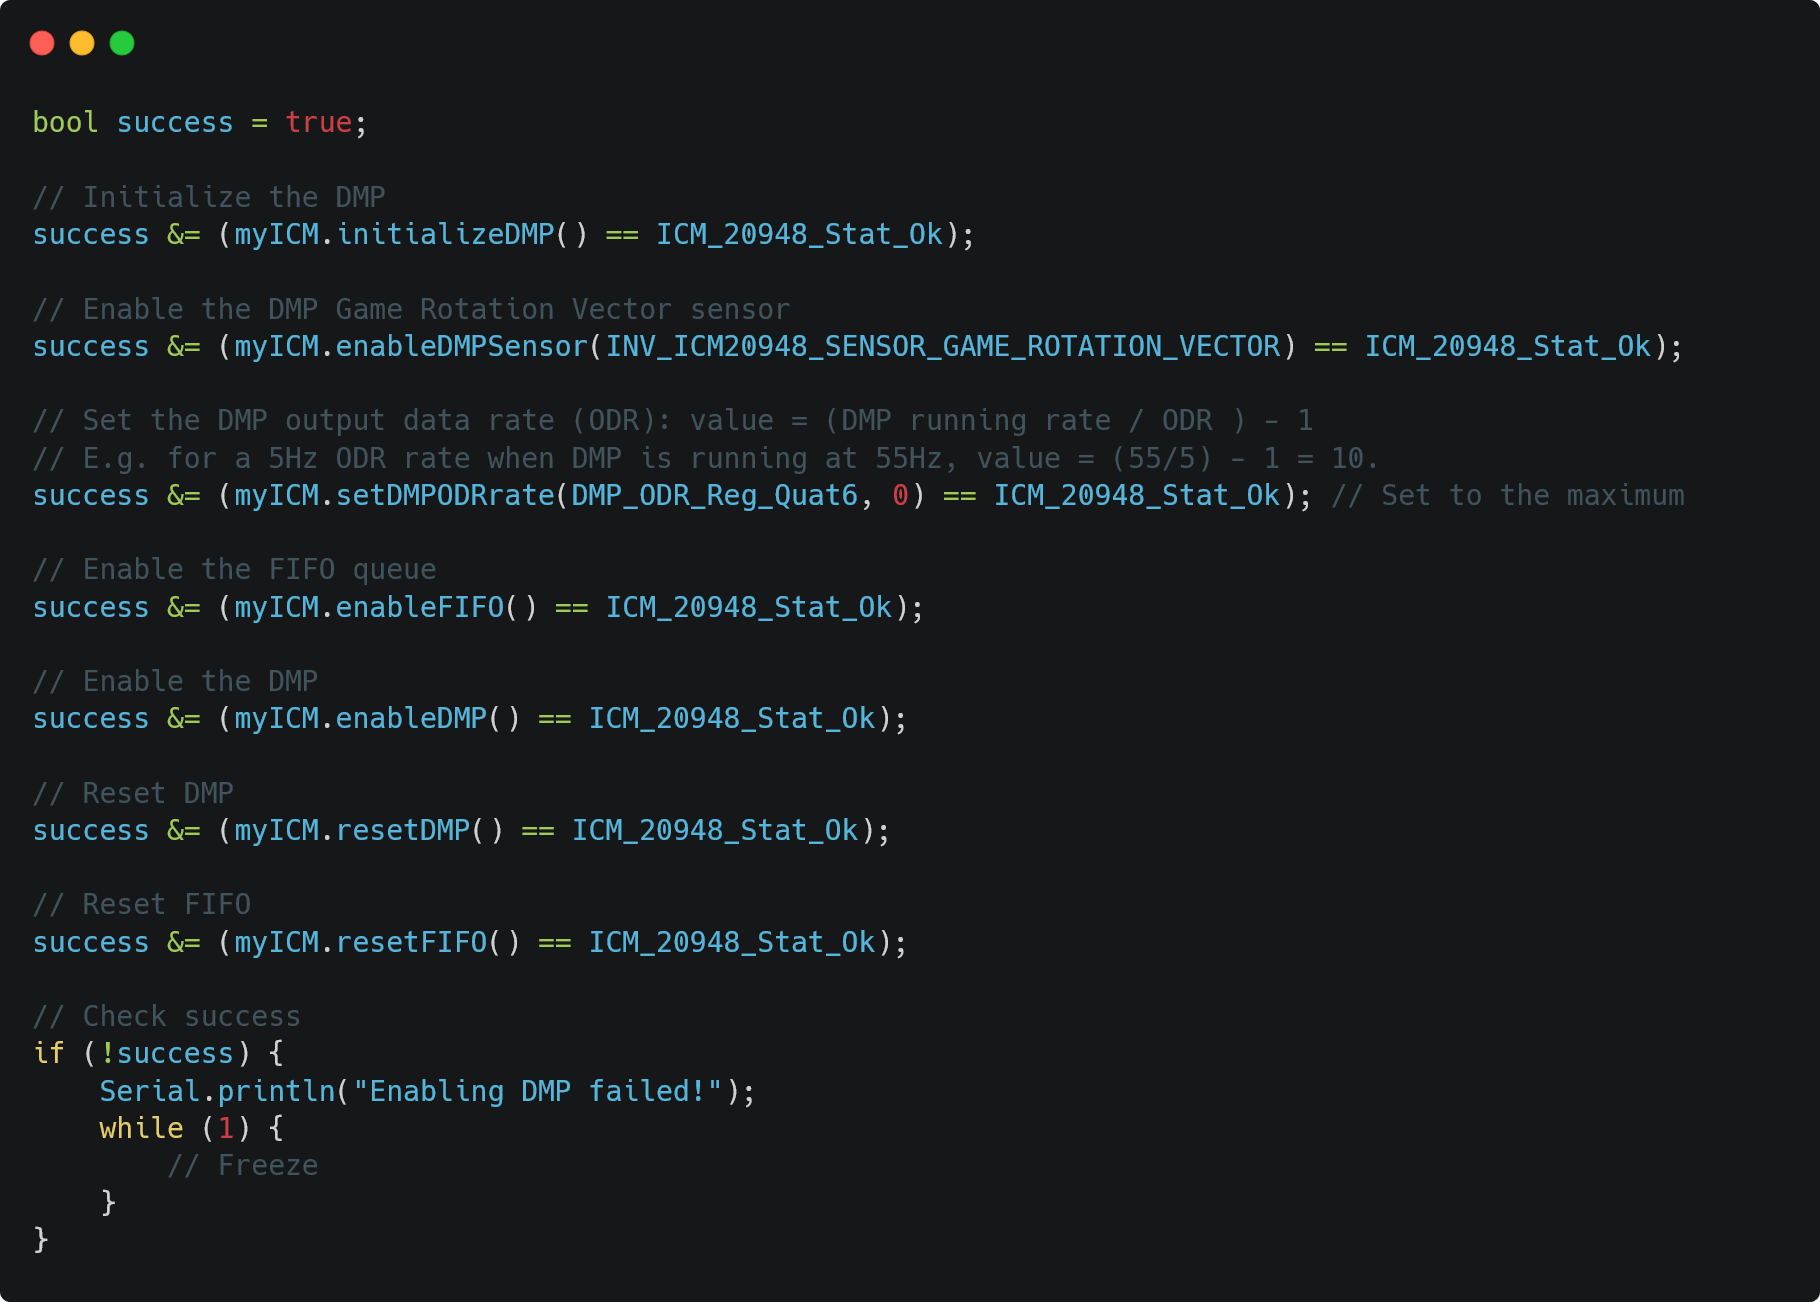 bool success = true;
// Initialize the DMP
success &= (myICM.initializeDMP() == ICM_20948_Stat_Ok);
// Enable the DMP Game Rotation Vector sensor
success &= (myICM.enableDMPSensor(INV_ICM20948_SENSOR_GAME_ROTATION_VECTOR) == ICM_20948_Stat_Ok);
// Set the DMP output data rate (ODR): value = (DMP running rate / ODR ) - 1
// E.g. for a 5Hz ODR rate when DMP is running at 55Hz, value = (55/5) - 1 = 10.
success &= (myICM.setDMPODRrate(DMP_ODR_Reg_Quat6, 0) == ICM_20948_Stat_Ok); // Set to the maximum
// Enable the FIFO queue
success &= (myICM.enableFIFO() == ICM_20948_Stat_Ok);
// Enable the DMP
success &= (myICM.enableDMP() == ICM_20948_Stat_Ok);
// Reset DMP
success &= (myICM.resetDMP() == ICM_20948_Stat_Ok);
// Reset FIFO
success &= (myICM.resetFIFO() == ICM_20948_Stat_Ok);
// Check success
if (!success) {
    Serial.println("Enabling DMP failed!");
    while (1) {
        // Freeze
    }
}